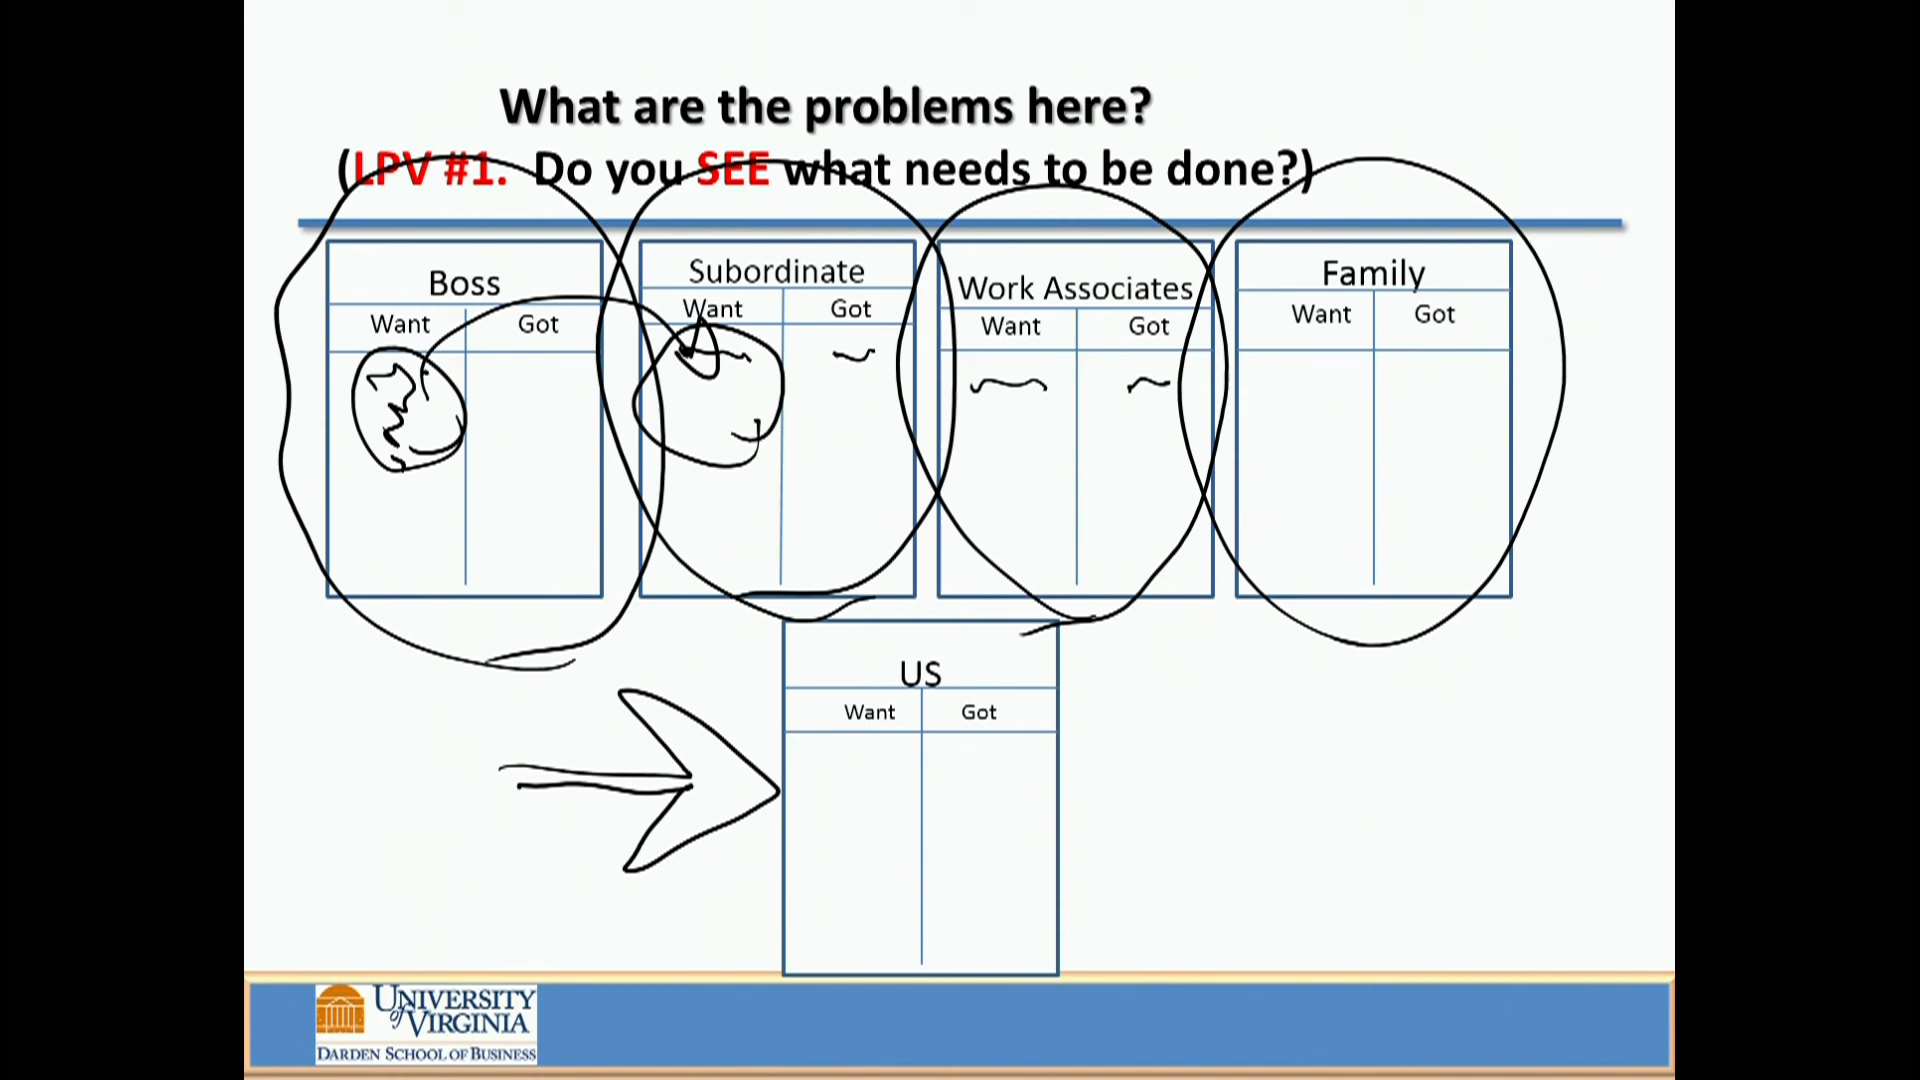 What are the problems here?
(LPV #1. Do you SEE what needs to be done?)
Boss
Want Got
Subordinate
Want Got
Work Associates
Want Got
Family
Want Got
US
Want Got
UNIVERSITY
of VIRGINIA
DARDEN SCHOOL OF BUSINESS